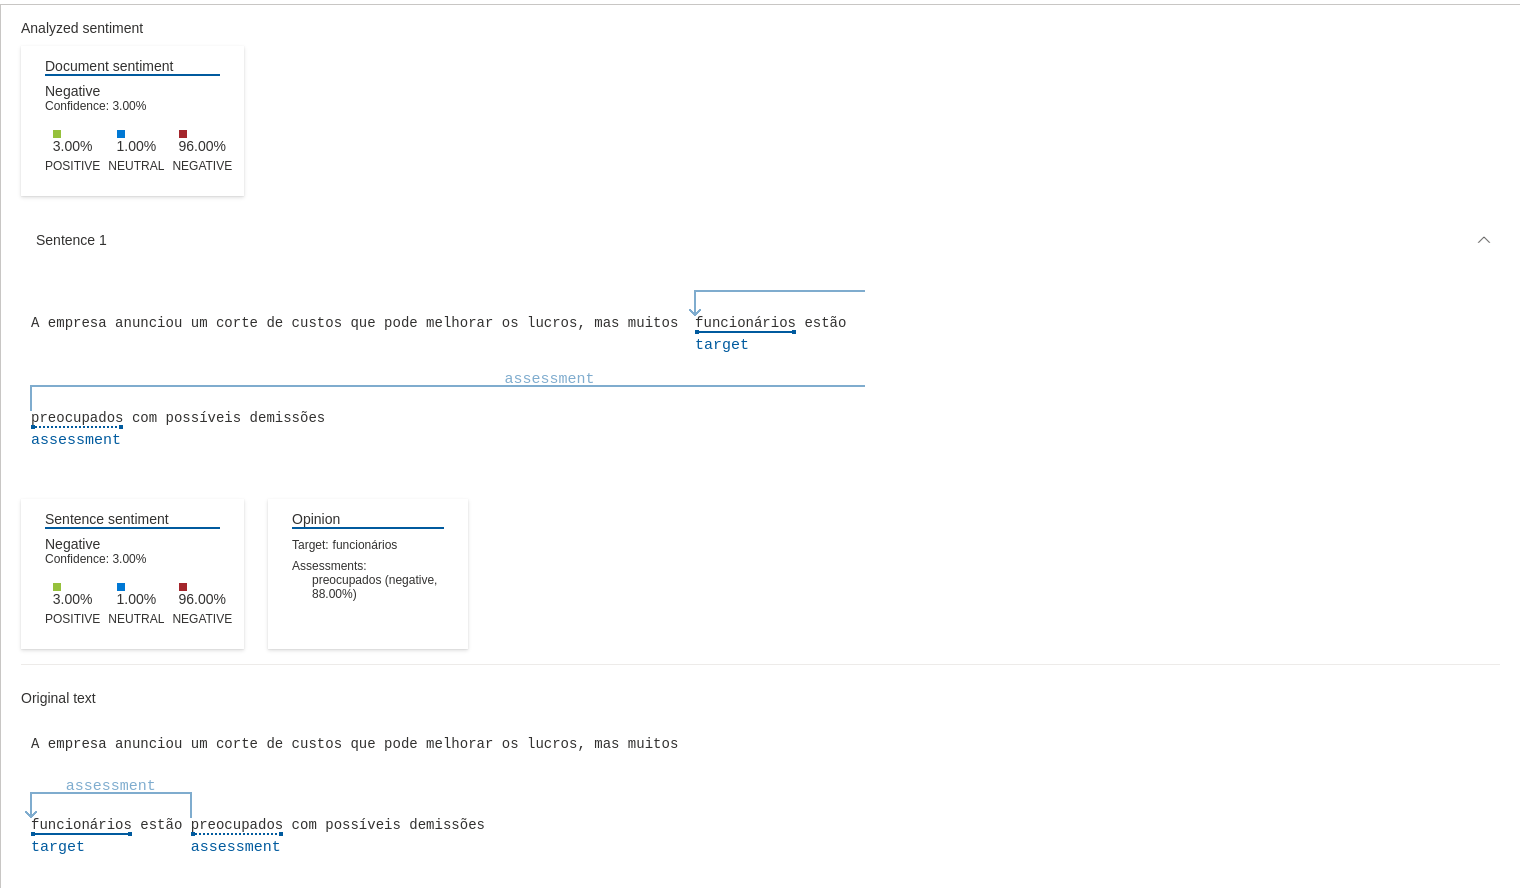 Analyzed sentiment
Document sentiment
Negative
Confidence: 3.00%
3.00% 1.00% 96.00%
POSITIVE NEUTRAL NEGATIVE
Sentence 1
A empresa anunciou um corte de custos que pode melhorar os lucros, mas muitos funcionários estão
target
assessment
preocupados com possíveis demissões
assessment
Sentence sentiment
Negative
Confidence: 3.00%
3.00% 1.00% 96.00%
POSITIVE NEUTRAL NEGATIVE
Opinion
Target: funcionários
Assessments:
preocupados (negative,
88.00%)
Original text
A empresa anunciou um corte de custos que pode melhorar os lucros, mas muitos
assessment
funcionários estão preocupados com possíveis demissões
target assessment